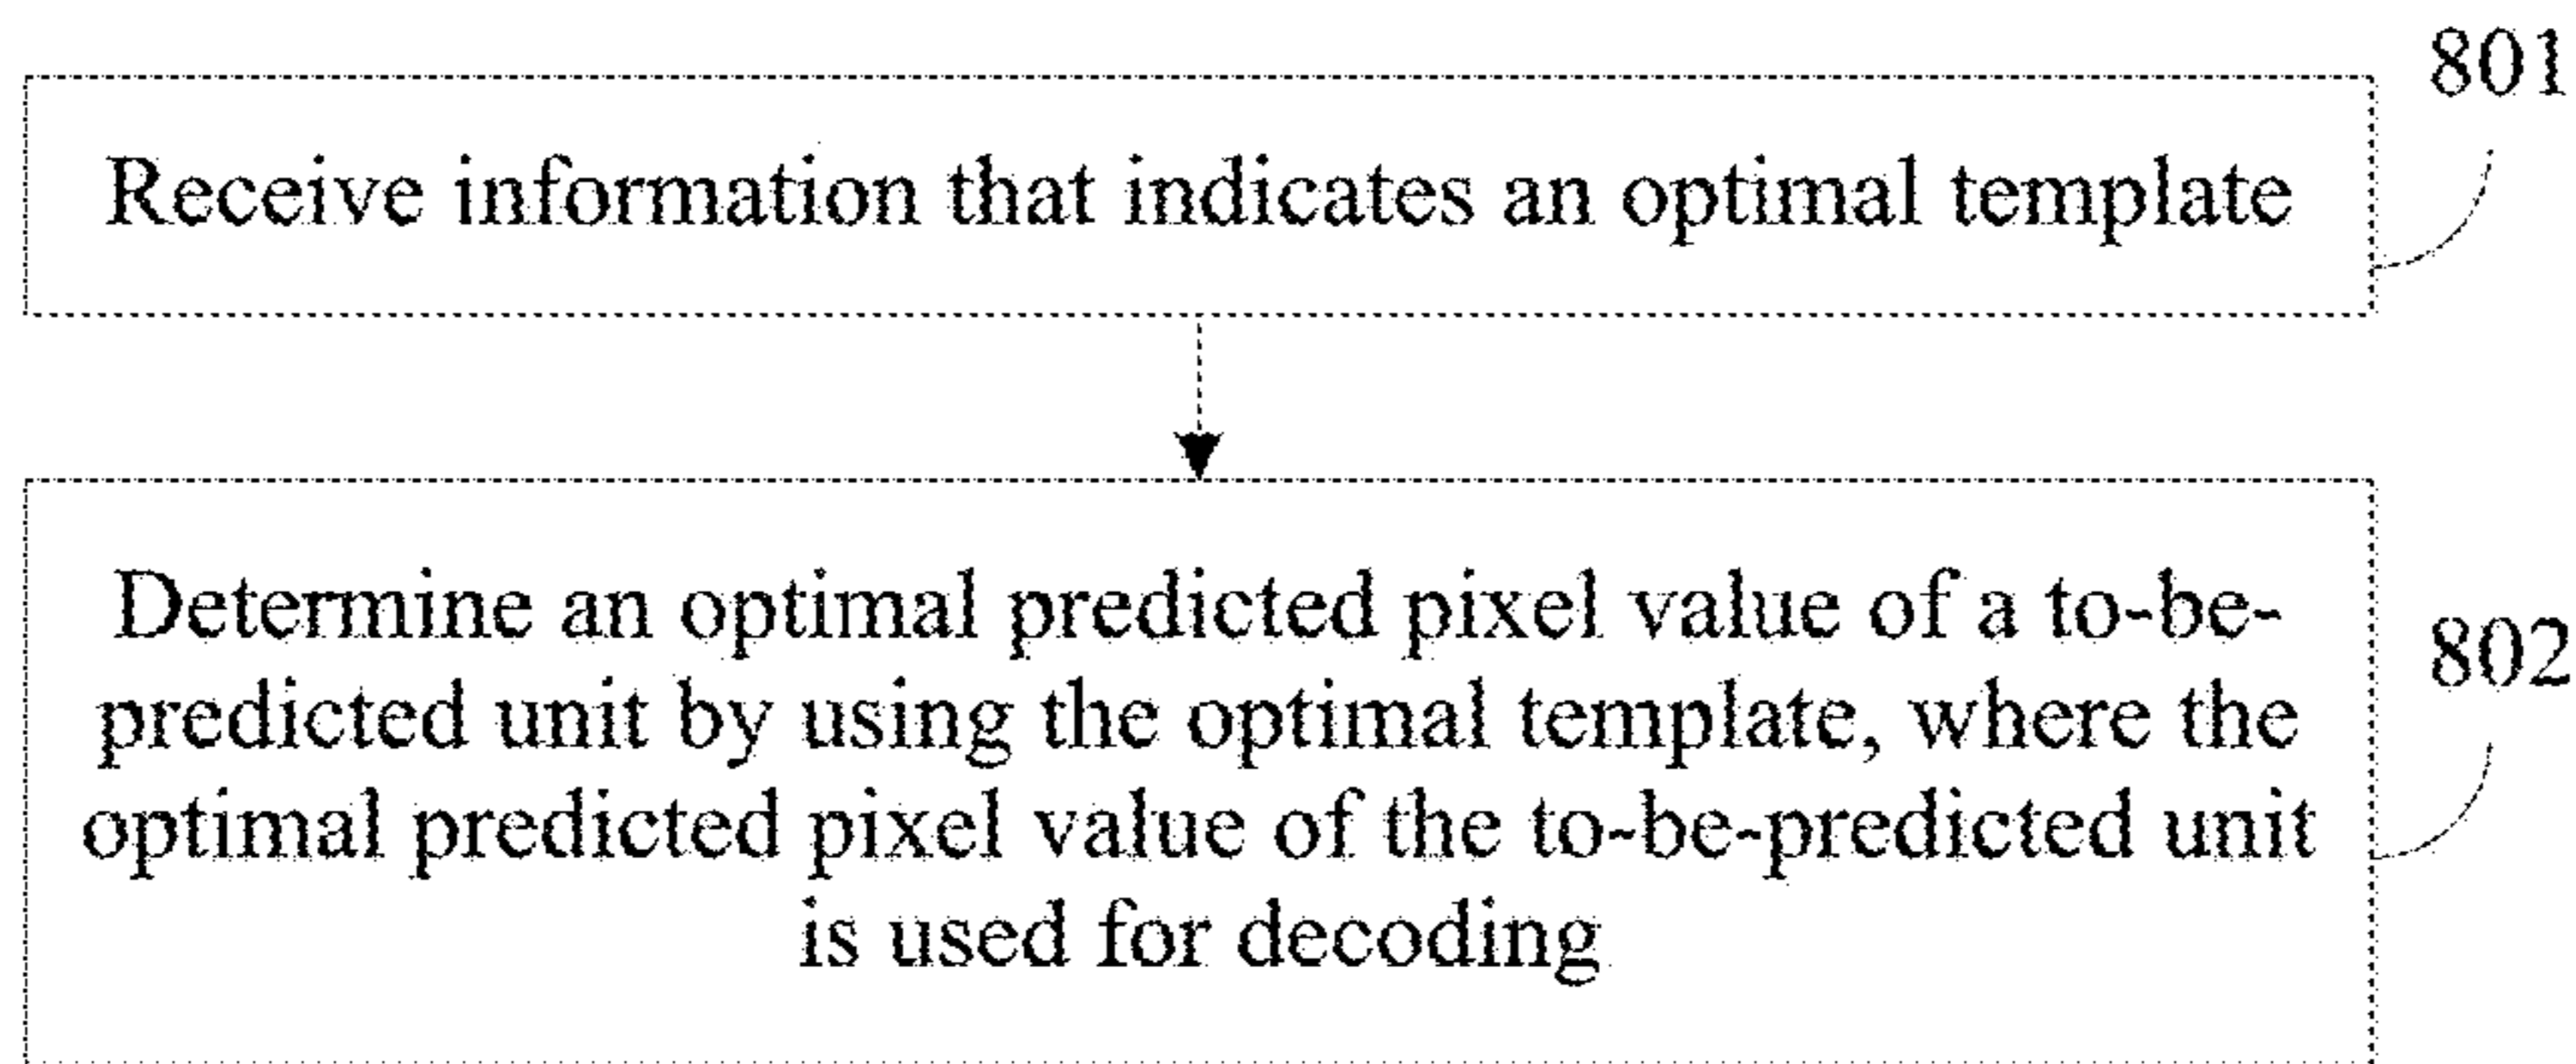 801
Receive information that indicates an optimal template
Determine an optimal predicted pixel value of a to-be-
predicted unit by using the optimal template, where the
802
optimal predicted pixel value of the to-be-predicted unit
is used for decoding